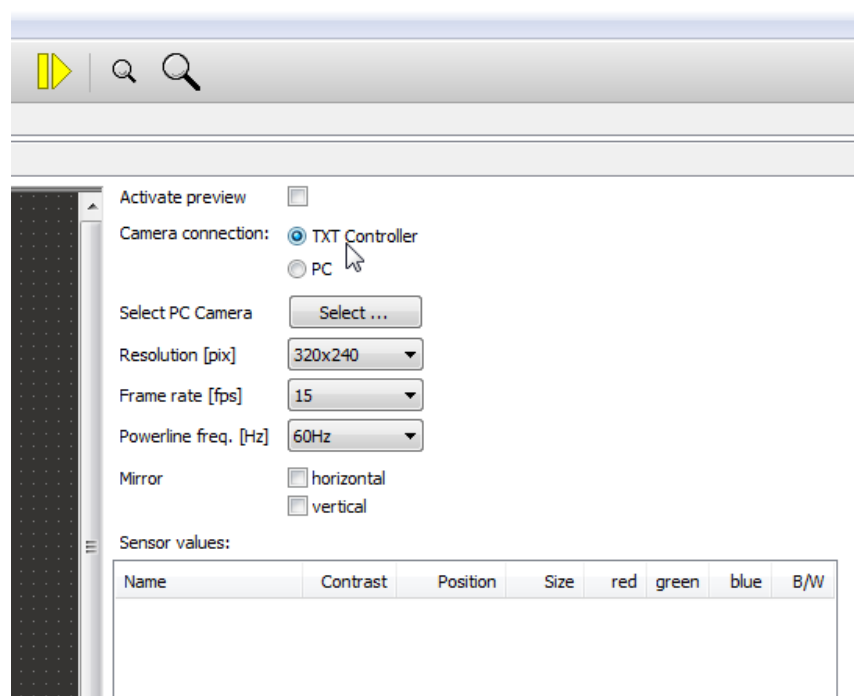 Activate preview
Camera connection: TXT Controller
PC
Select PC Camera Select ...
Resolution [pix] 320x240
Frame rate [fps] 15
Powerline freq. [Hz] 60Hz
Mirror horizontal
vertical
Sensor values:
Name Contrast Position Size red green blue B/W